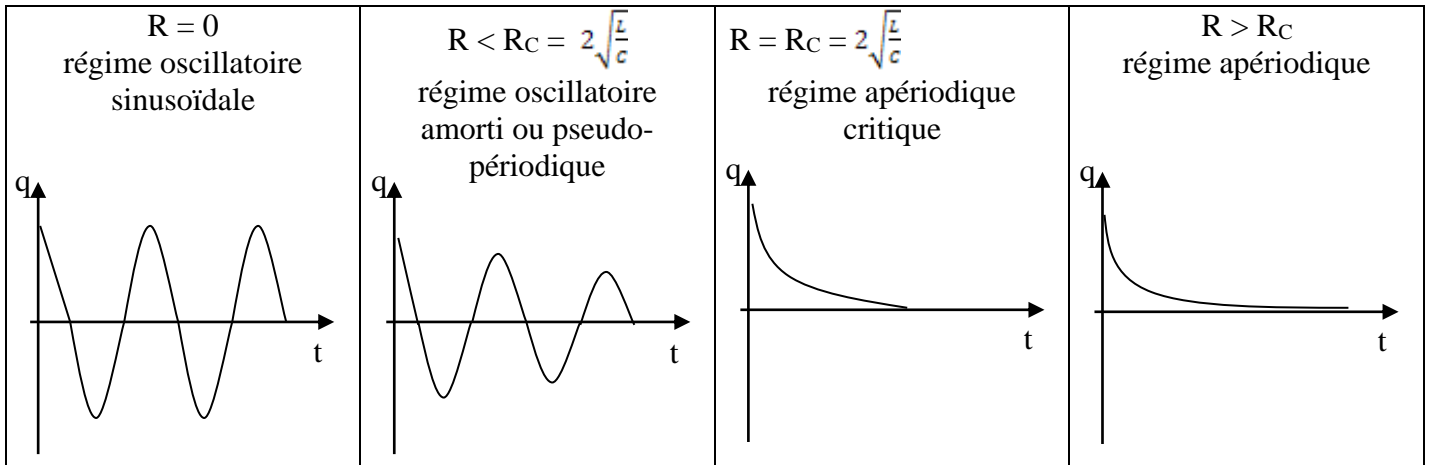 R = 0
régime oscillatoire
sinusoïdale
q
t
R < RC = 2√(L/C)
régime oscillatoire
amorti ou pseudo-
périodique
q
t
R = RC = 2√(L/C)
régime apériodique
critique
q
t
R > RC
régime apériodique
q
t